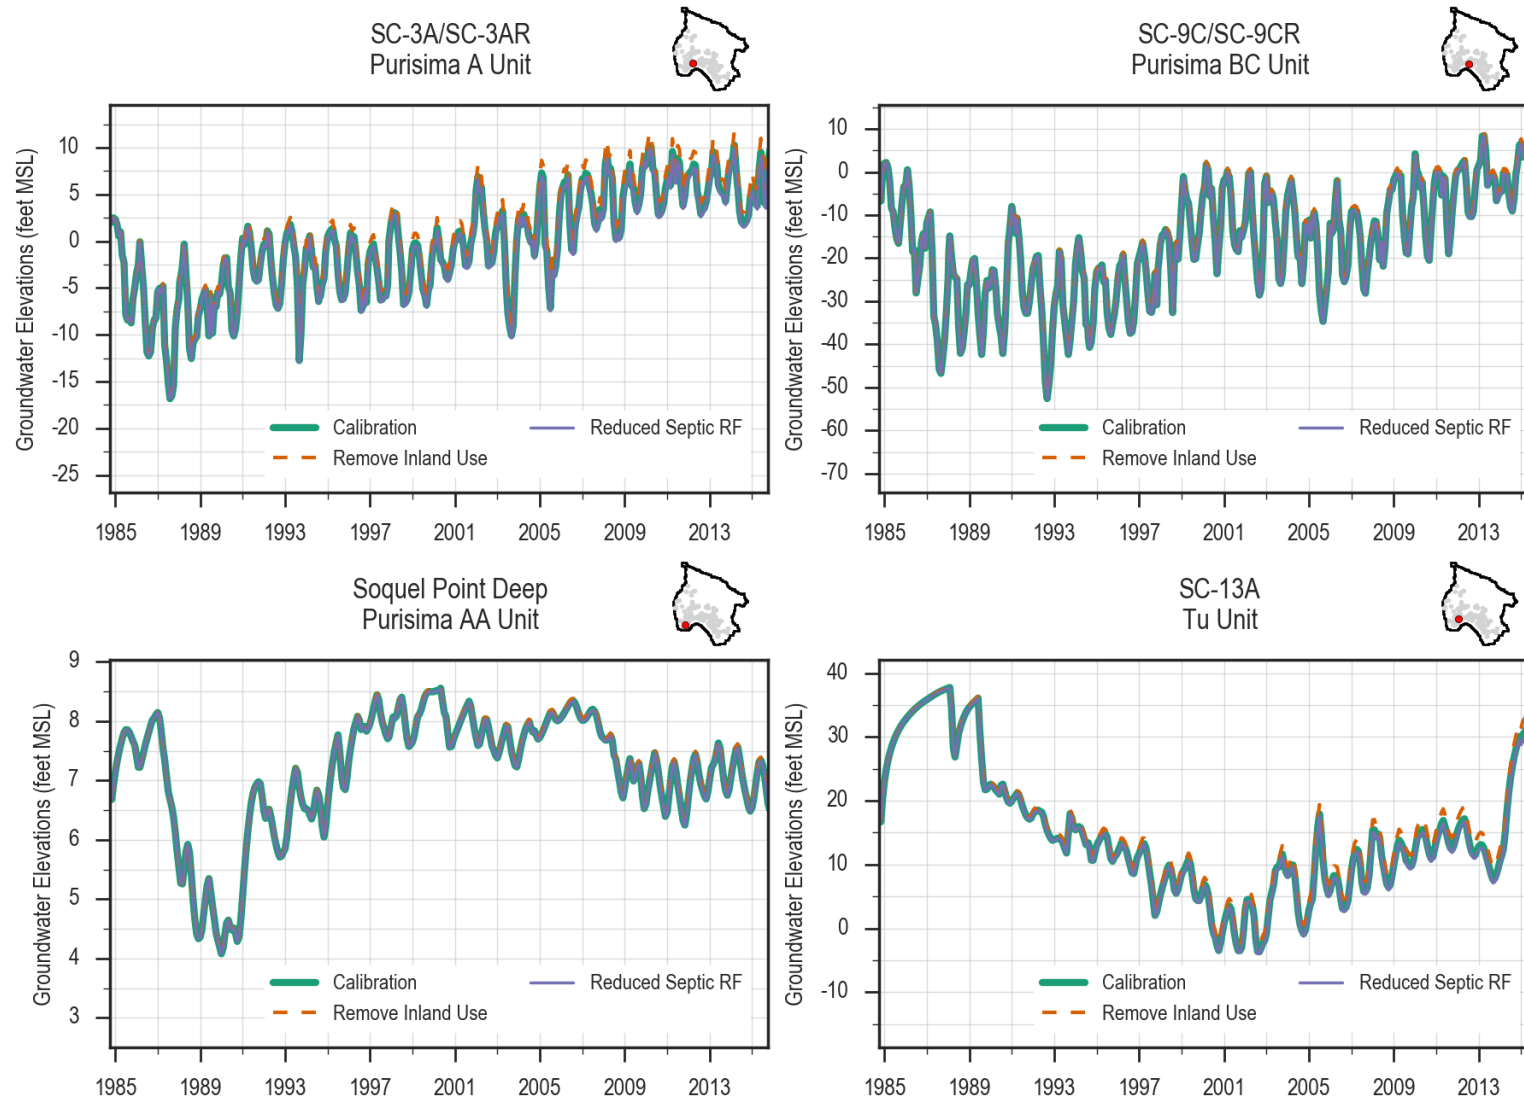 SC-3A/SC-3AR
Purisima A Unit
Groundwater Elevations (feet MSL)
10
5
0
-5
-10
-15
-20
-25
Calibration
Reduced Septic RF
Remove Inland Use
1985 1989 1993 1997 2001 2005 2009 2013
SC-9C/SC-9CR
Purisima BC Unit
Groundwater Elevations (feet MSL)
10
0
-10
-20
-30
-40
-50
-60
-70
Calibration
Reduced Septic RF
Remove Inland Use
1985 1989 1993 1997 2001 2005 2009 2013
Soquel Point Deep
Purisima AA Unit
Groundwater Elevations (feet MSL)
9
8
7
6
5
4
3
Calibration
Reduced Septic RF
Remove Inland Use
1985 1989 1993 1997 2001 2005 2009 2013
SC-13A
Tu Unit
Groundwater Elevations (feet MSL)
40
30
20
10
0
-10
Calibration
Reduced Septic RF
Remove Inland Use
1985 1989 1993 1997 2001 2005 2009 2013